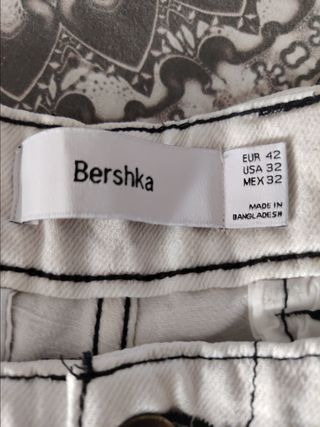 Bershka
EUR 42
USA 32
MEX 32
MADE IN
BANGLADESH